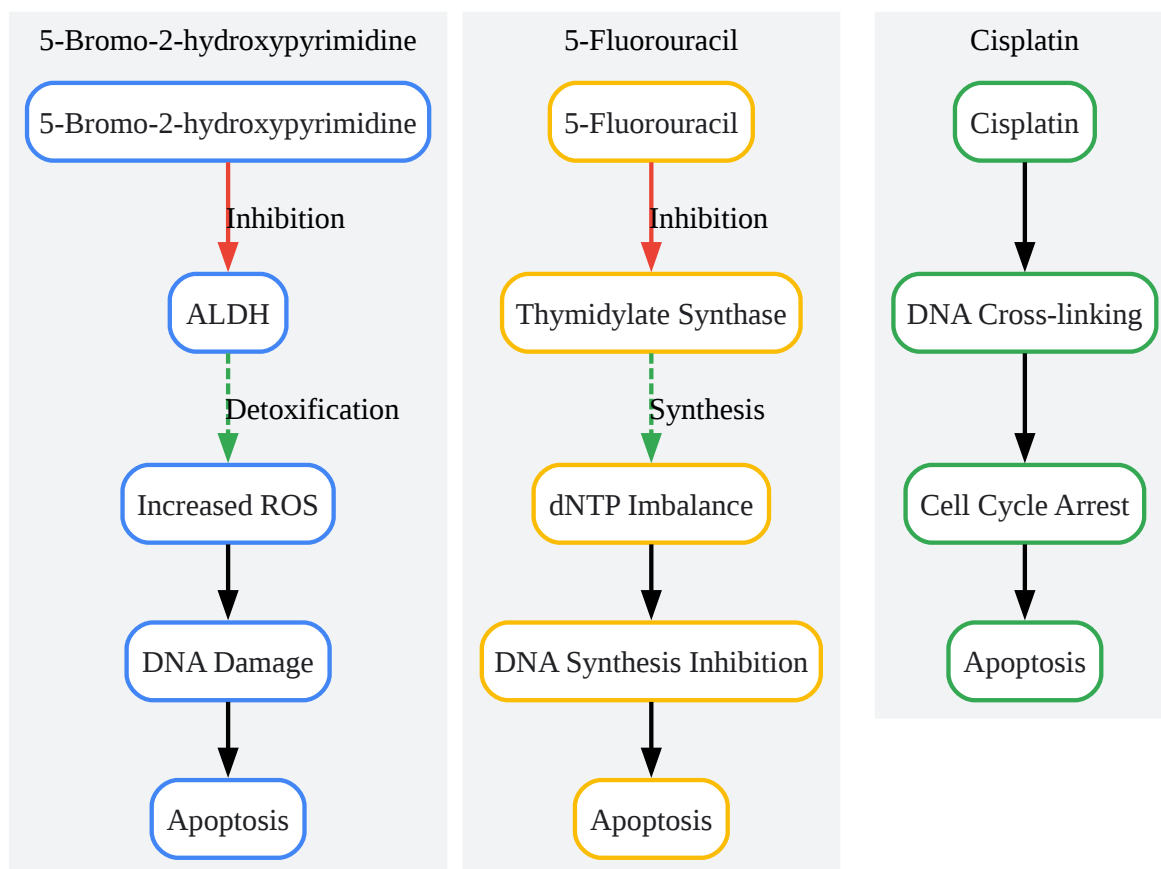 5-Bromo-2-hydroxypyrimidine
5-Bromo-2-hydroxypyrimidine
Inhibition
ALDH
Detoxification
Increased ROS
DNA Damage
Apoptosis
5-Fluorouracil
5-Fluorouracil
Inhibition
Thymidylate Synthase
Synthesis
dNTP Imbalance
DNA Synthesis Inhibition
Apoptosis
Cisplatin
Cisplatin
DNA Cross-linking
Cell Cycle Arrest
Apoptosis